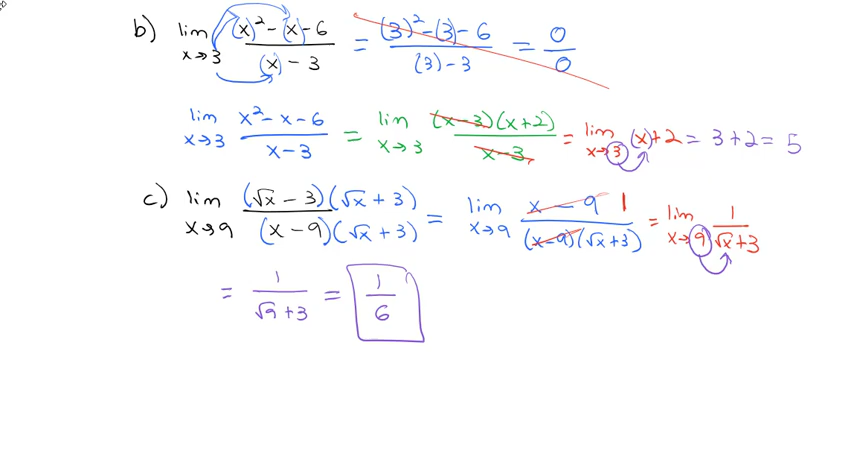 b) lim x→3 ((x)² - (x) - 6)/((x) - 3) = ((3)² - (3) - 6)/((3) - 3) = 0/0
lim x→3 (x² - x - 6)/(x - 3) = lim x→3 ((x-3)(x+2))/(x-3) = lim x→3 (x)+2 = 3+2 = 5
c) lim x→9 ((√x - 3)(√x + 3))/((x - 9)(√x + 3)) = lim x→9 (x - 9 1)/((x-9)(√x+3)) = lim x→9 1/(√x+3)
= 1/(√9+3) = 1/6